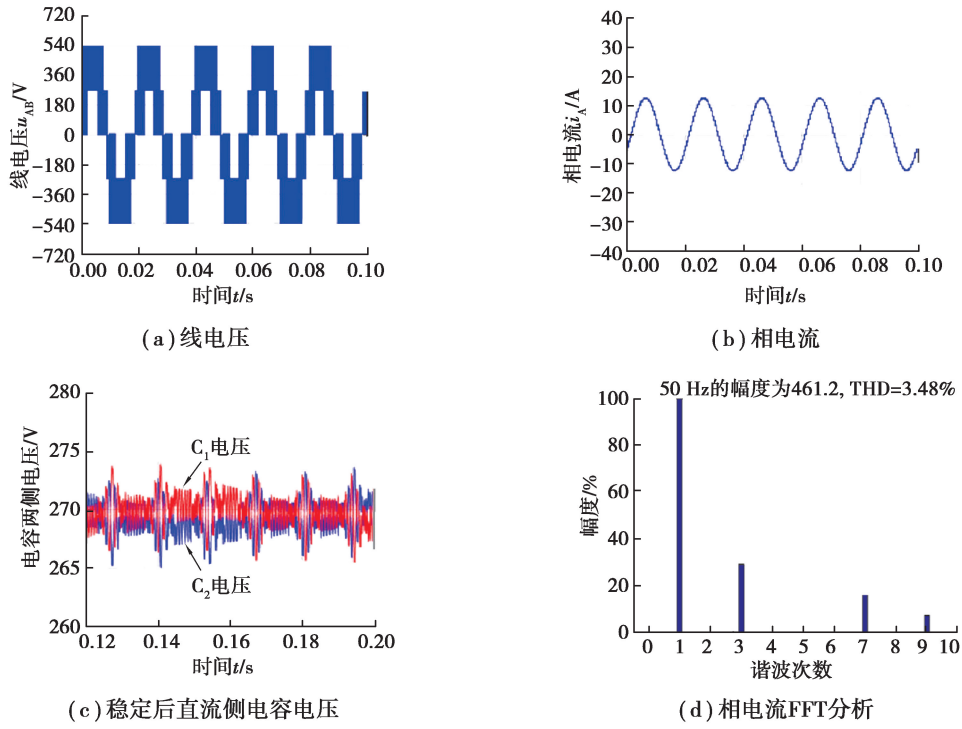 720
540
360
180
0
−180
−360
−540
−720
线电压uAB/V
0.00 0.02 0.04 0.06 0.08 0.10
时间t/s
(a)线电压
40
30
20
10
0
−10
−20
−30
−40
相电流iA/A
0.00 0.02 0.04 0.06 0.08 0.10
时间t/s
(b)相电流
280
275
270
265
260
电容两侧电压/V
C1电压
C2电压
0.12 0.14 0.16 0.18 0.20
时间t/s
(c)稳定后直流侧电容电压
50 Hz的幅度为461.2, THD=3.48%
100
80
60
40
20
0
幅度/%
0 1 2 3 4 5 6 7 8 9 10
谐波次数
(d)相电流FFT分析